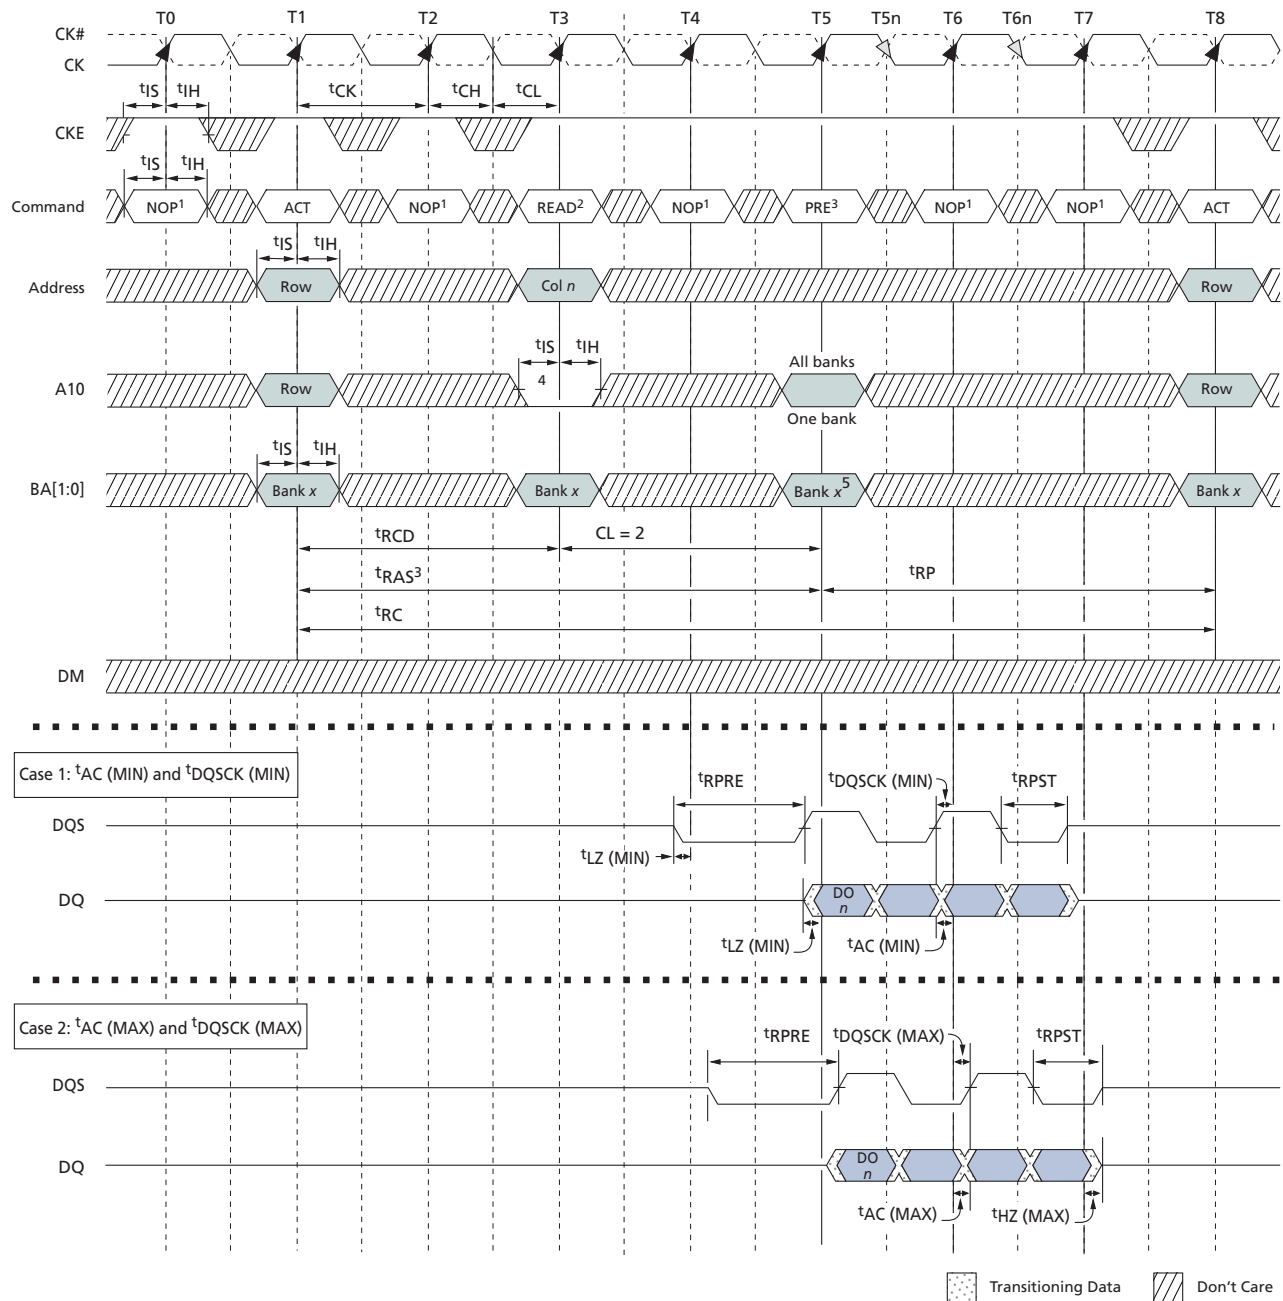 T0 T1 T2 T3 T4 T5 T5n T6 T6n T7 T8
CK#
CK
tIS tIH tCK tCH tCL
CKE
tIS tIH
Command NOP1 ACT NOP1 READ2 NOP1 PRE3 NOP1 NOP1 ACT
tIS tIH
Address Row Col n Row
tIS tIH
4
All banks
A10 Row Row
One bank
tIS tIH
BA[1:0] Bank x Bank x Bank x5 Bank x
tRCD CL = 2
tRAS3 tRP
tRC
DM
Case 1: tAC (MIN) and tDQSCK (MIN)
tRPRE tDQSCK (MIN) tRPST
DQS
tLZ (MIN)
DQ DO n
tLZ (MIN) tAC (MIN)
Case 2: tAC (MAX) and tDQSCK (MAX)
tRPRE tDQSCK (MAX) tRPST
DQS
DQ DO n
tAC (MAX) tHZ (MAX)
Transitioning Data Don't Care